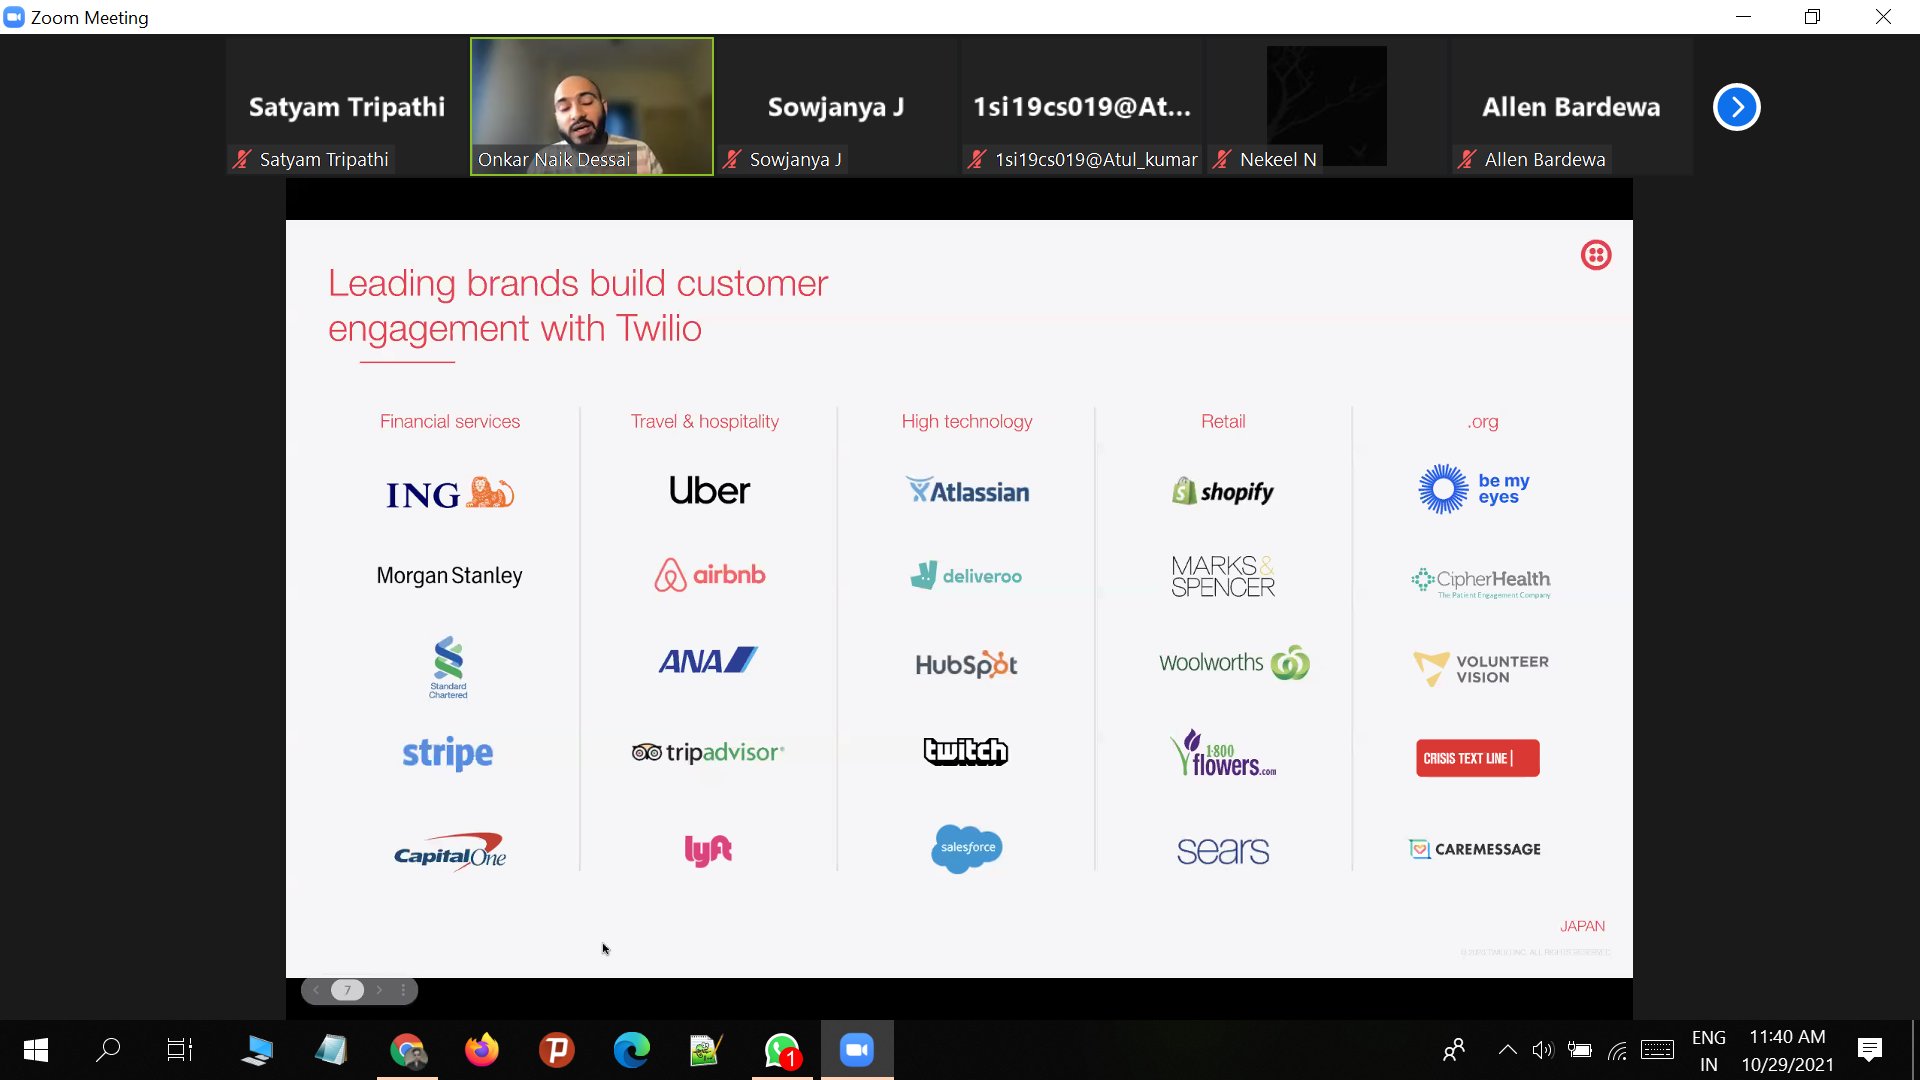 Zoom Meeting
Satyam Tripathi
Sowjanya J
1si19cs019@At...
Allen Bardewa
Satyam Tripathi
Onkar Naik Dessai
Sowjanya J
1si19cs019@Atul_kumar
Nekeel N
Allen Bardewa
Leading brands build customer
engagement with Twilio
Financial services
ING
Morgan Stanley
Standard
Chartered
stripe
CapitalOne
Travel & hospitality
Uber
airbnb
ANA
tripadvisor
lyft
High technology
Atlassian
deliveroo
HubSpot
twitch
salesforce
Retail
shopify
MARKS&
SPENCER
Woolworths
1-800
flowers.com
sears
.org
be my
eyes
CipherHealth
The Patient Engagement Company
VOLUNTEER
VISION
CRISIS TEXT LINE|
CAREMESSAGE
JAPAN
7
1
ENG
IN
11:40 AM
10/29/2021